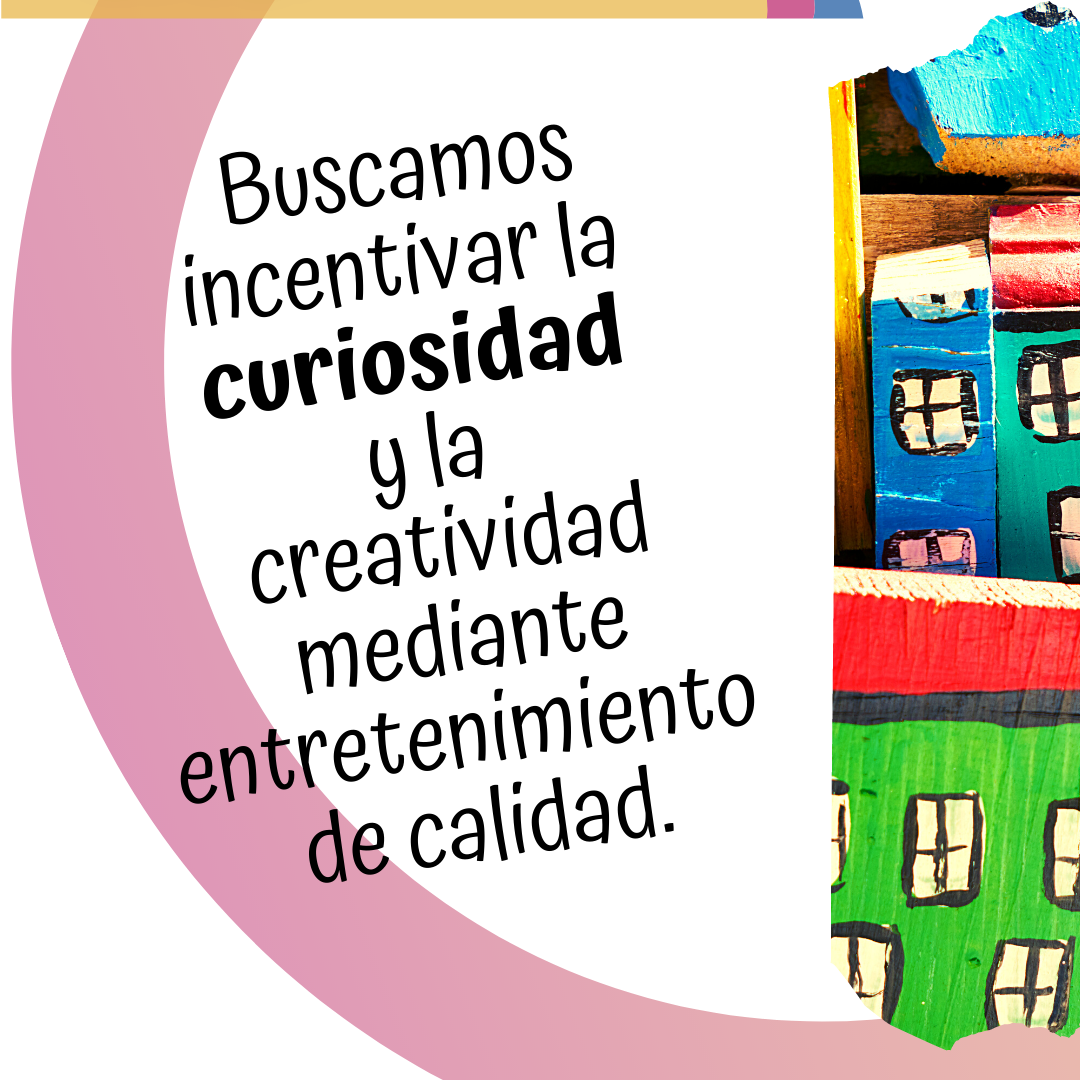 Buscamos
incentivar la
curiosidad
y la
creatividad
mediante
entretenimiento
de calidad.